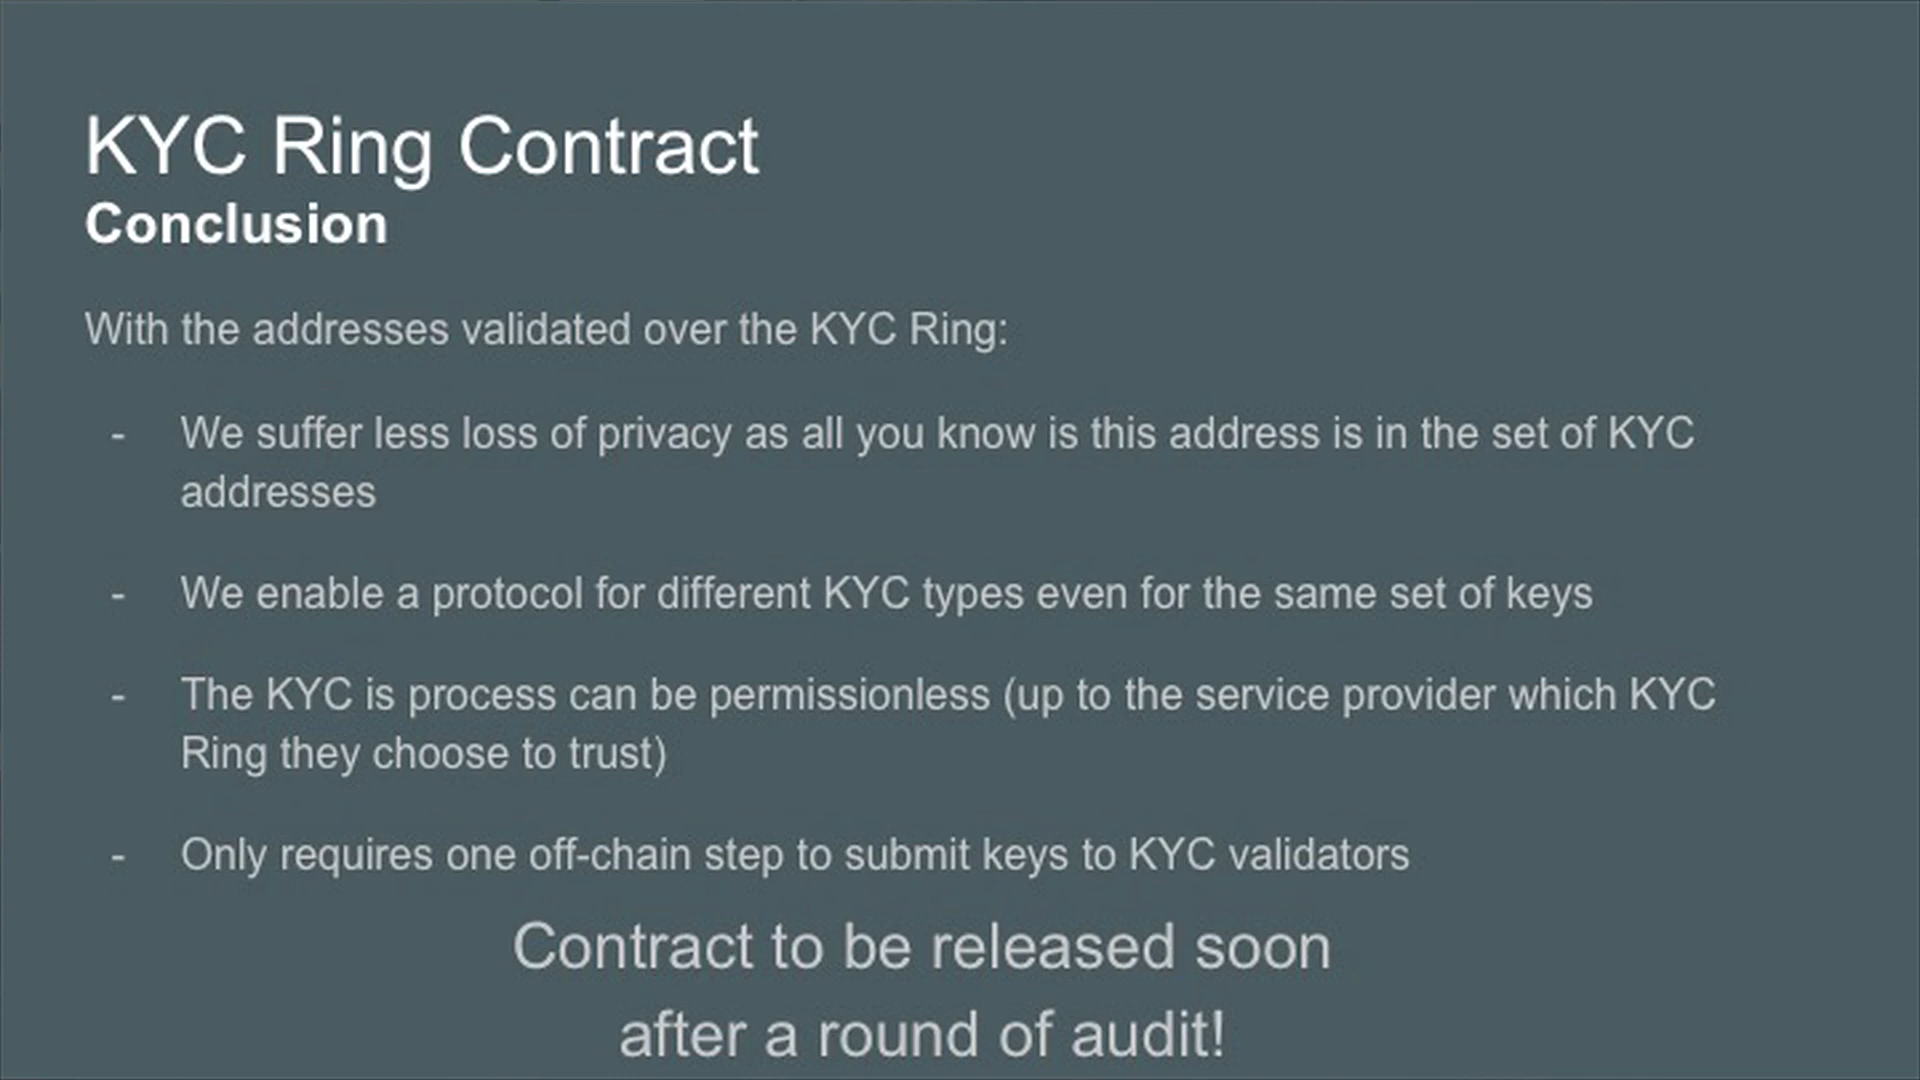 KYC Ring Contract
Conclusion
With the addresses validated over the KYC Ring:
- We suffer less loss of privacy as all you know is this address is in the set of KYC
addresses
- We enable a protocol for different KYC types even for the same set of keys
- The KYC is process can be permissionless (up to the service provider which KYC
Ring they choose to trust)
- Only requires one off-chain step to submit keys to KYC validators
Contract to be released soon
after a round of audit!